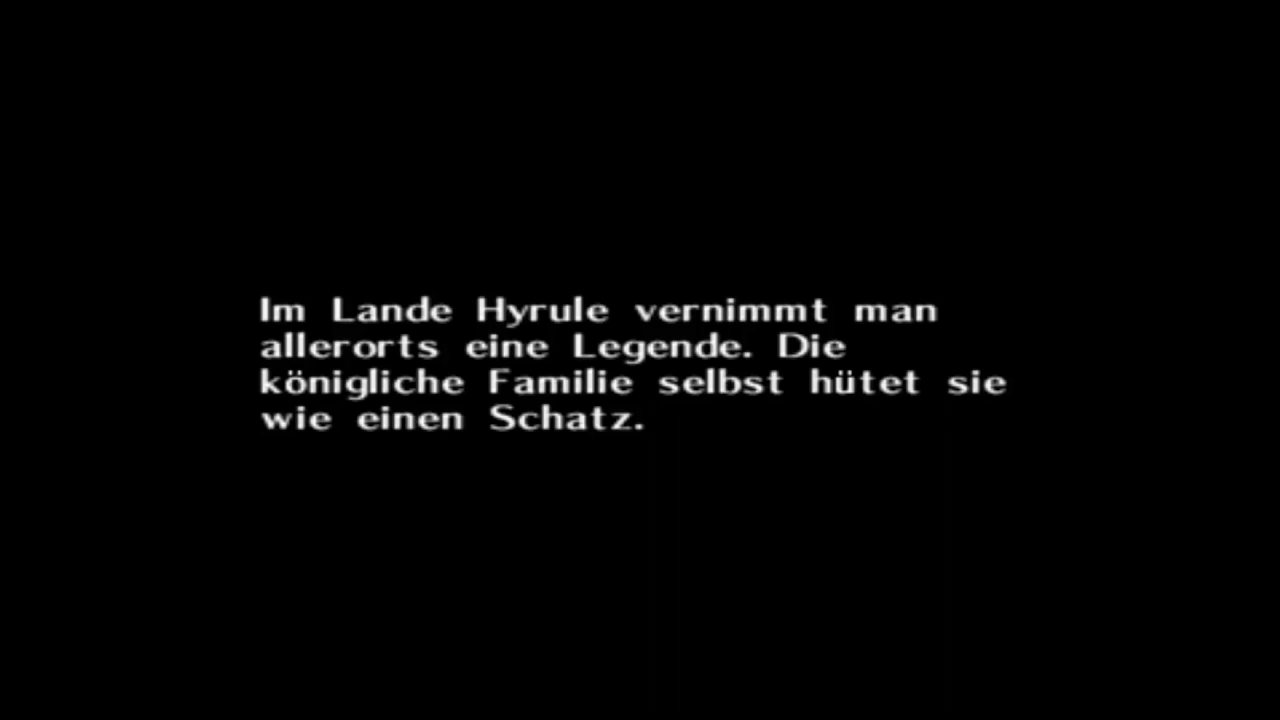 Im Lande Hyrule vernimmt man
allerorts eine Legende. Die
königliche Familie selbst hütet sie
wie einen Schatz.